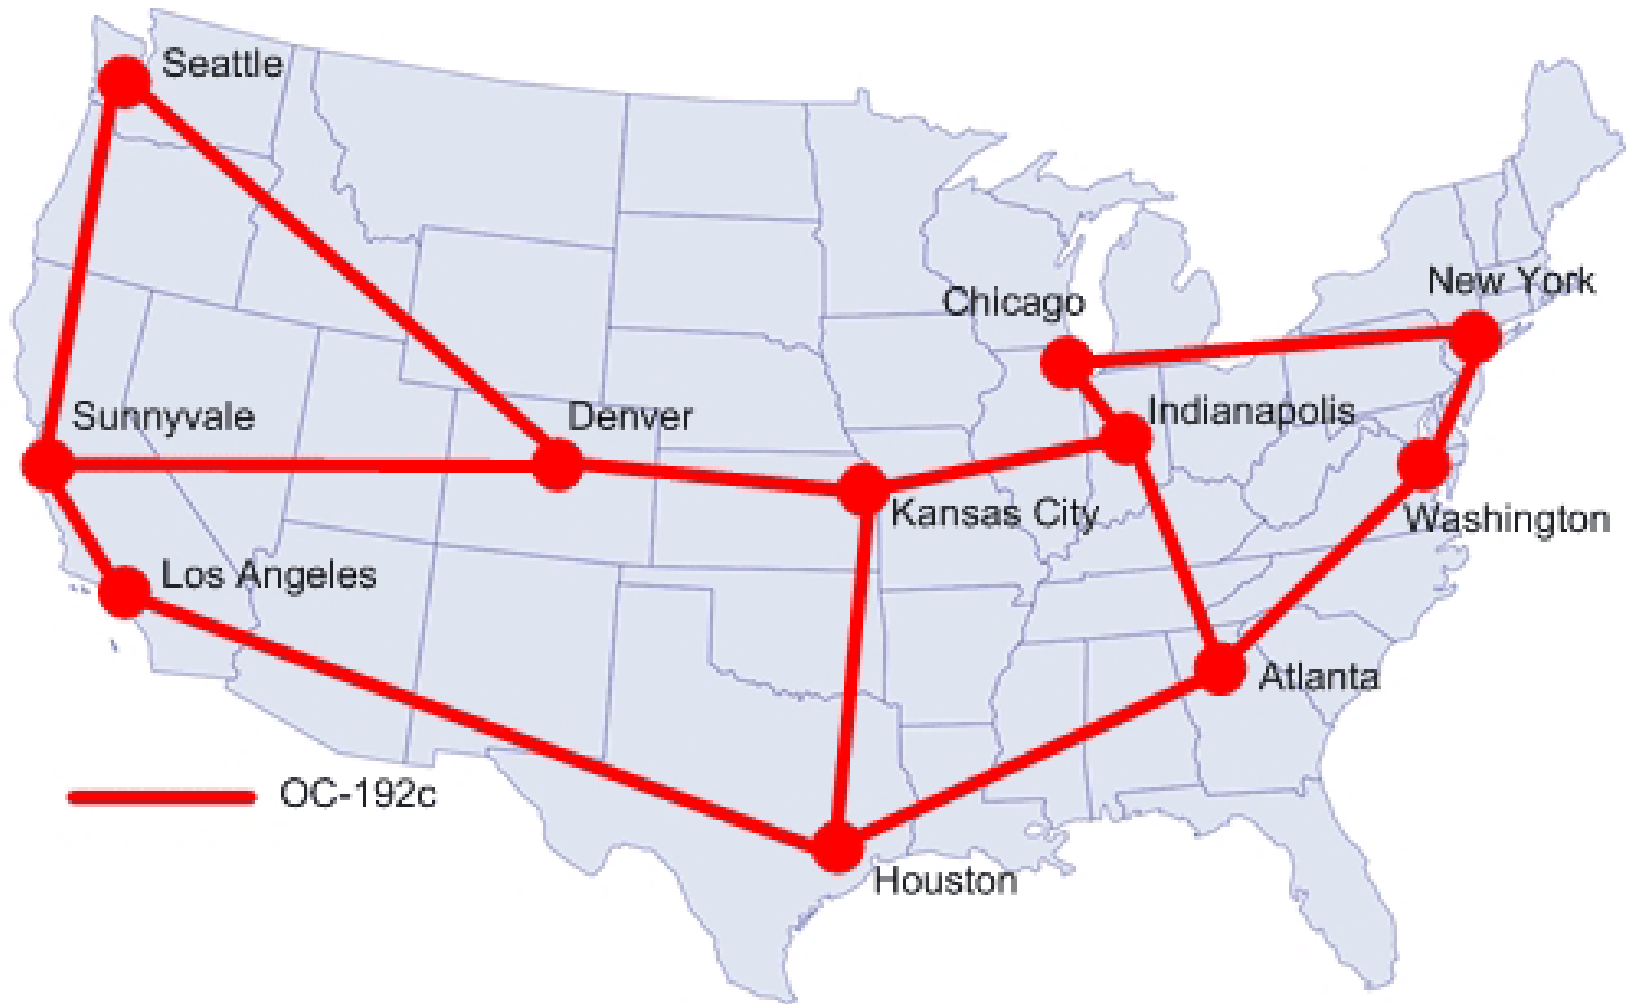 Seattle
New York
Chicago
Sunnyvale
Denver
Indianapolis
Kansas City
Washington
Los Angeles
Atlanta
OC-192c
Houston